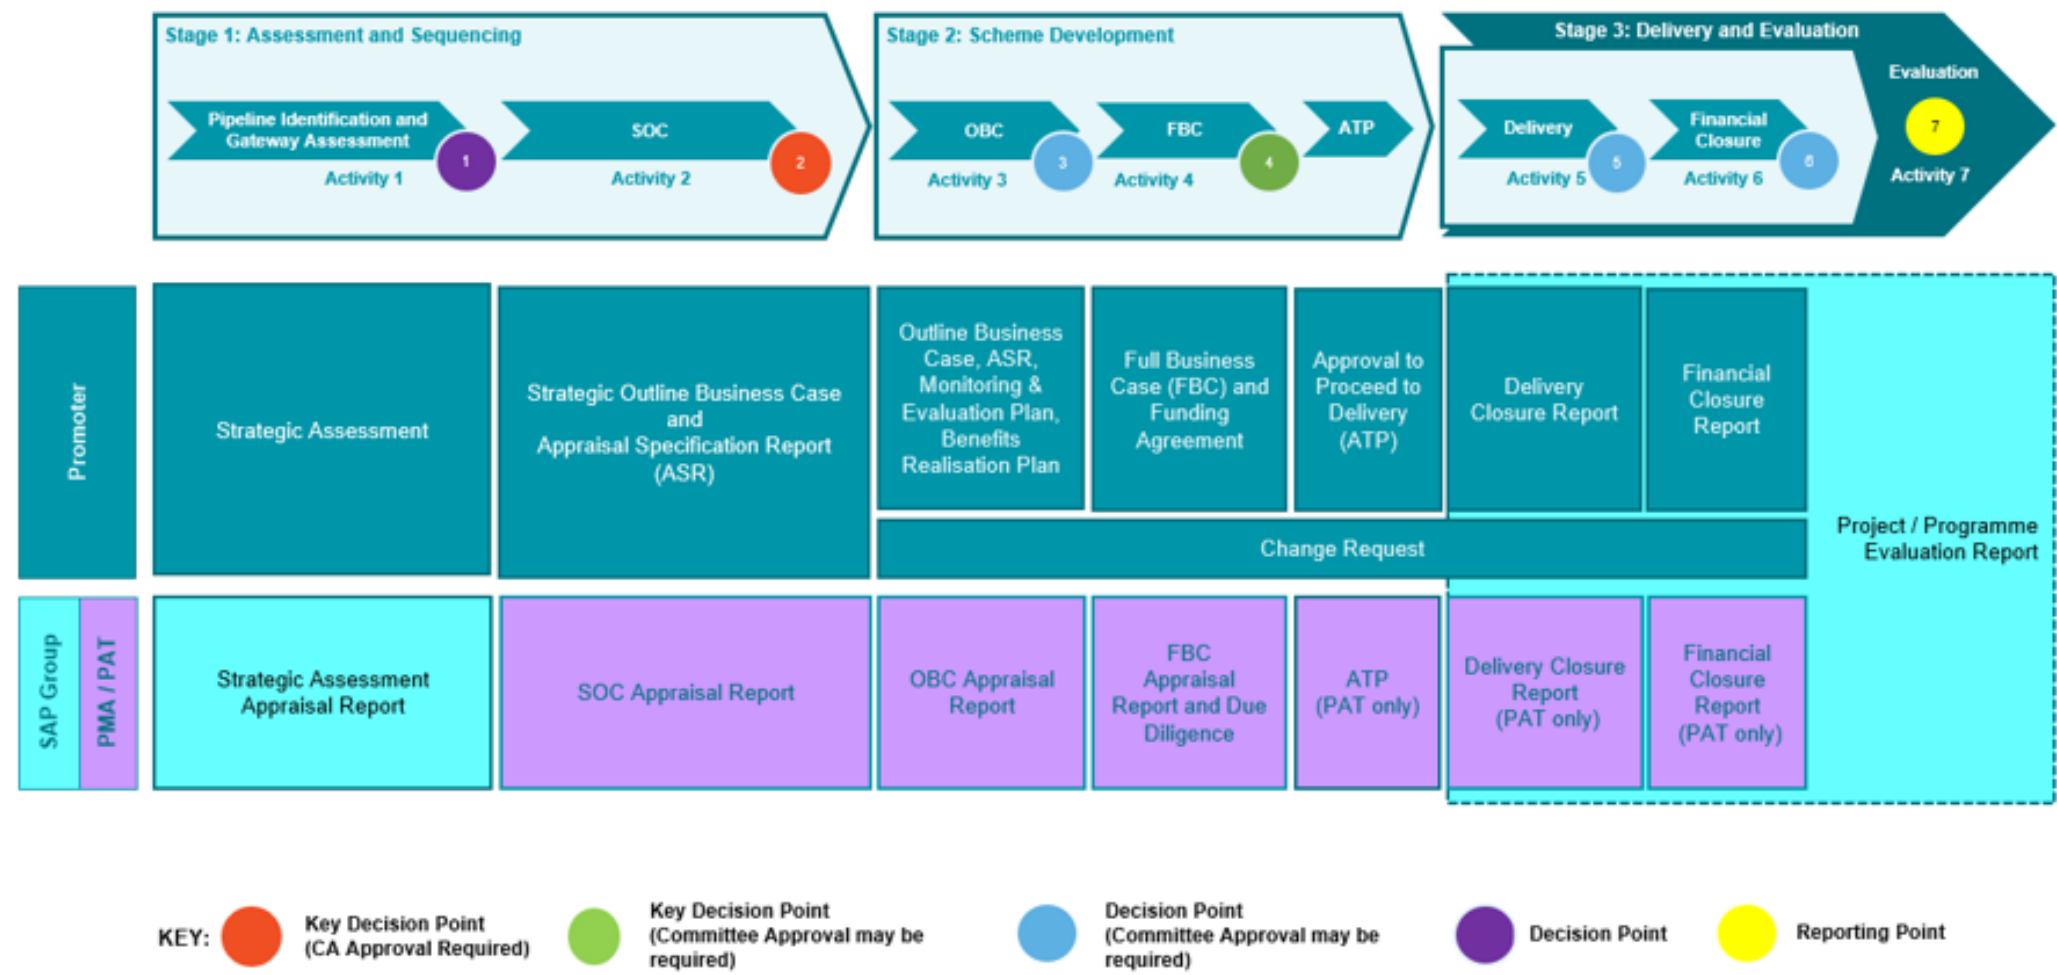 Stage 1: Assessment and Sequencing
Pipeline Identification and
Gateway Assessment
1
Activity 1
SOC
2
Activity 2
Stage 2: Scheme Development
OBC
3
Activity 3
FBC
4
Activity 4
ATP
Stage 3: Delivery and Evaluation
Delivery
5
Activity 5
Financial
Closure
6
Activity 6
Evaluation
7
Activity 7
Promoter
Strategic Assessment
Strategic Outline Business Case
and
Appraisal Specification Report
(ASR)
Outline Business
Case, ASR,
Monitoring &
Evaluation Plan,
Benefits
Realisation Plan
Full Business
Case (FBC) and
Funding
Agreement
Approval to
Proceed to
Delivery
(ATP)
Delivery
Closure Report
Financial
Closure
Report
Change Request
Project / Programme
Evaluation Report
SAP Group
PMA / PAT
Strategic Assessment
Appraisal Report
SOC Appraisal Report
OBC Appraisal
Report
FBC
Appraisal
Report and Due
Diligence
ATP
(PAT only)
Delivery Closure
Report
(PAT only)
Financial
Closure
Report
(PAT only)
KEY:
Key Decision Point
(CA Approval Required)
Key Decision Point
(Committee Approval may be
required)
Decision Point
(Committee Approval may be
required)
Decision Point
Reporting Point